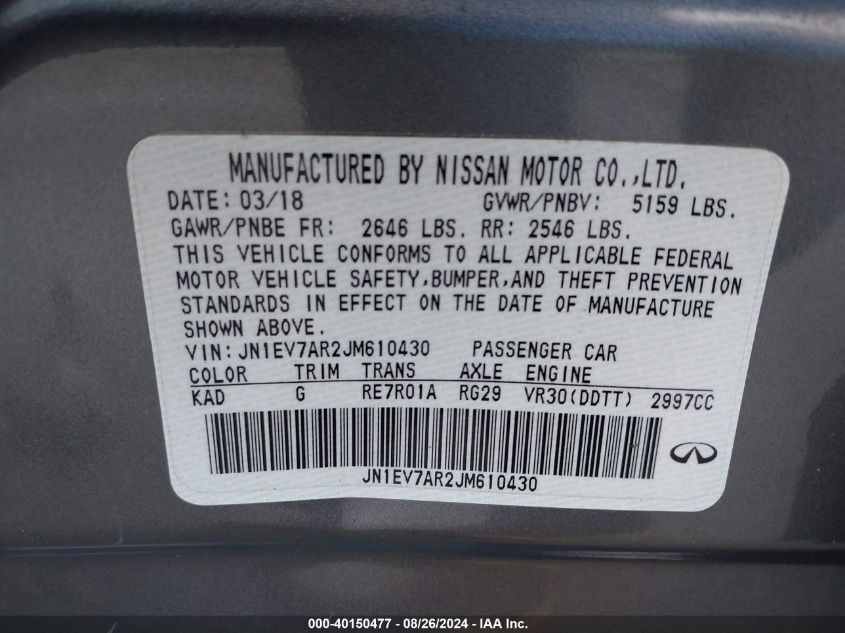 MANUFACTURED BY NISSAN MOTOR CO.,LTD.
DATE: 03/18 GVWR/PNBV: 5159 LBS.
GAWR/PNBE FR: 2646 LBS. RR: 2546 LBS.
THIS VEHICLE CONFORMS TO ALL APPLICABLE FEDERAL
MOTOR VEHICLE SAFETY,BUMPER,AND THEFT PREVENTION
STANDARDS IN EFFECT ON THE DATE OF MANUFACTURE
SHOWN ABOVE.
VIN:JN1EV7AR2JM610430 PASSENGER CAR
COLOR TRIM TRANS AXLE ENGINE
KAD G RE7R01A RG29 VR30(DDTT) 2997CC
JN1EV7AR2JM610430
000-40150477 - 08/26/2024 - IAA Inc.